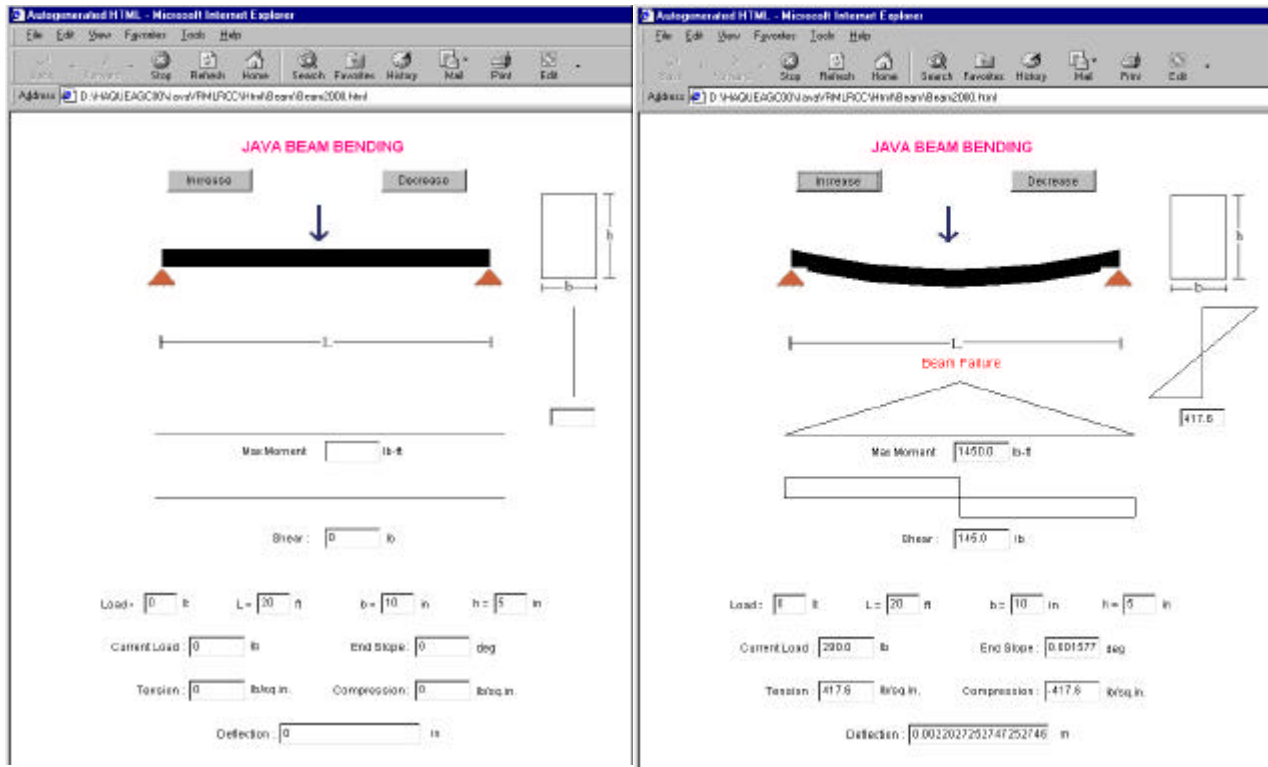 Autogenerated HTML - Microsoft Internet Explorer
File Edit View Favorites Tools Help
Stop Refresh Home Search Favorites History Mail Print Edit
Address
JAVA BEAM BENDING
Increase Decrease
h
b
L
Max Moment lb-ft
Shear : 0 lb
Load = 0 lb L = 20 ft b = 10 in h = 5 in
Current Load : 0 lb End Slope : 0 deg
Tension : 0 lb/sq.in. Compression : 0 lb/sq.in.
Deflection : 0 in
Autogenerated HTML - Microsoft Internet Explorer
File Edit View Favorites Tools Help
Stop Refresh Home Search Favorites History Mail Print Edit
Address
JAVA BEAM BENDING
Increase Decrease
h
b
L
Beam Failure
417.6
Max Moment 1450.0 lb-ft
Shear : 145.0 lb
Load = lb L = 20 ft b = 10 in h = 5 in
Current Load : 290.0 lb End Slope : 0.001577 deg
Tension : 417.6 lb/sq.in. Compression : -417.6 lb/sq.in.
Deflection : 0.0022027252747252746